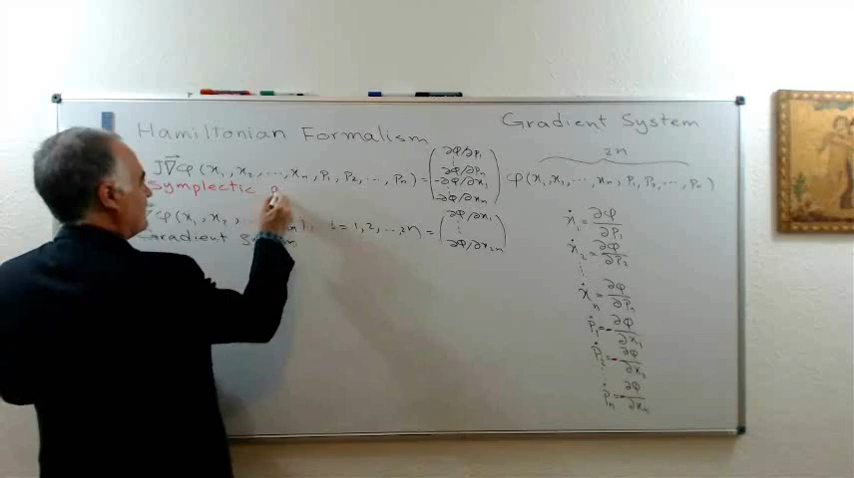 Hamiltonian Formalism
J∇⃗φ(x₁, x₂, ..., xₙ, p₁, p₂, ..., pₙ) = (∂φ/∂p₁ ⋮ ∂φ/∂pₙ -∂φ/∂x₁ ⋮ -∂φ/∂xₙ)
Symplectic g
∇φ(x₁, x₂, ... i = 1, 2, ..., 2n = (∂φ/∂x₁ ⋮ ∂φ/∂x₂ₙ)
Gradient
Gradient System
2n
φ(x₁, x₂, ..., xₙ, p₁, p₂, ..., pₙ)
ẋ₁ = ∂φ/∂p₁
ẋ₂ = ∂φ/∂p₂
⋮
ẋₙ = ∂φ/∂pₙ
ṗ₁ = -∂φ/∂x₁
ṗ₂ = -∂φ/∂x₂
⋮
ṗₙ = -∂φ/∂xₙ